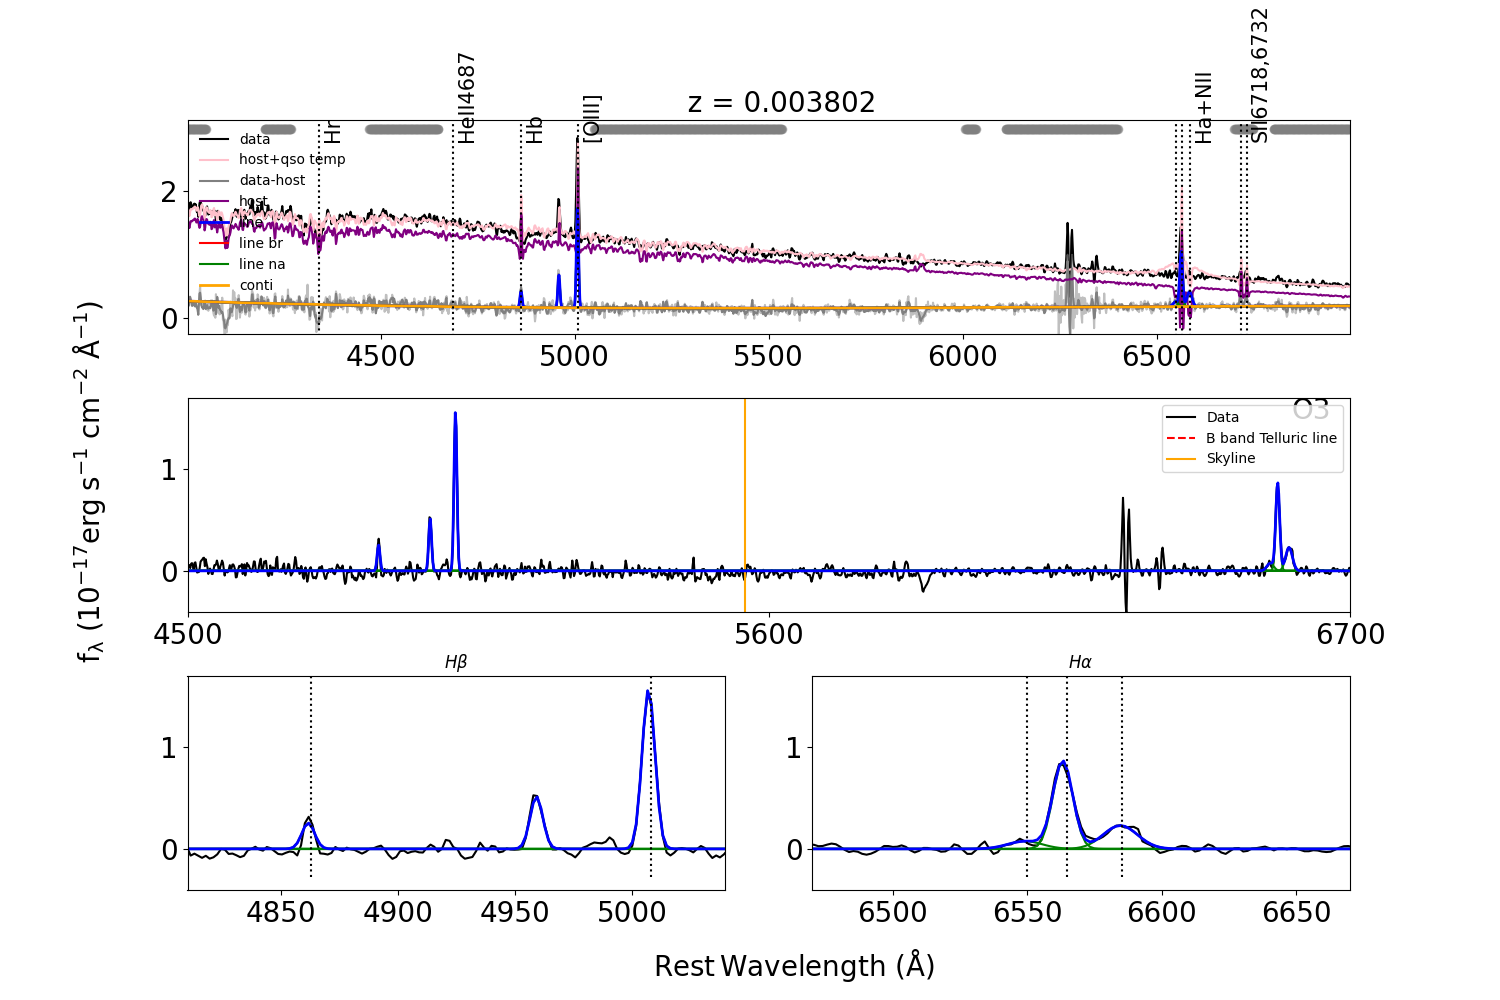 z = 0.003802
Hr
HeII4687
Hb
[OIII]
Ha+NII
SII6718,6732
data
host+qso temp
data-host
host
line
line br
line na
conti
2
0
4500
5000
5500
6000
6500
f_λ (10⁻¹⁷erg s⁻¹ cm⁻² Å⁻¹)
O3
Data
B band Telluric line
Skyline
1
0
4500
5600
6700
Hβ
1
0
4850
4900
4950
5000
Hα
1
0
6500
6550
6600
6650
Rest Wavelength (Å)